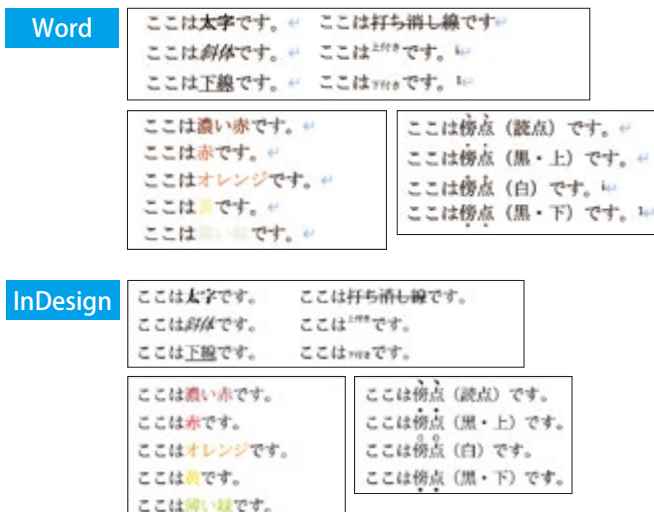 Word
ここは太字です。 ここは打ち消し線です
ここは斜体です。 ここは上付きです。
ここは下線です。 ここは下付きです。
ここは濃い赤です。
ここは赤です。
ここはオレンジです。
ここは黄です。
ここは薄い緑です。
ここは傍点（読点）です。
ここは傍点（黒・上）です。
ここは傍点（白）です。
ここは傍点（黒・下）です。
InDesign
ここは太字です。 ここは打ち消し線です。
ここは斜体です。 ここは上付きです。
ここは下線です。 ここは下付きです。
ここは濃い赤です。
ここは赤です。
ここはオレンジです。
ここは黄です。
ここは薄い緑です。
ここは傍点（読点）です。
ここは傍点（黒・上）です。
ここは傍点（白）です。
ここは傍点（黒・下）です。